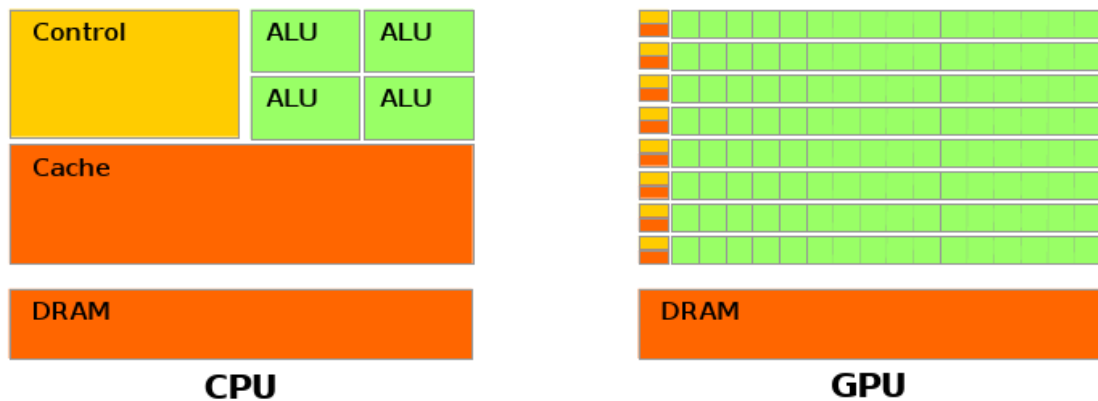 Control
ALU ALU
ALU ALU
Cache
DRAM
CPU
DRAM
GPU